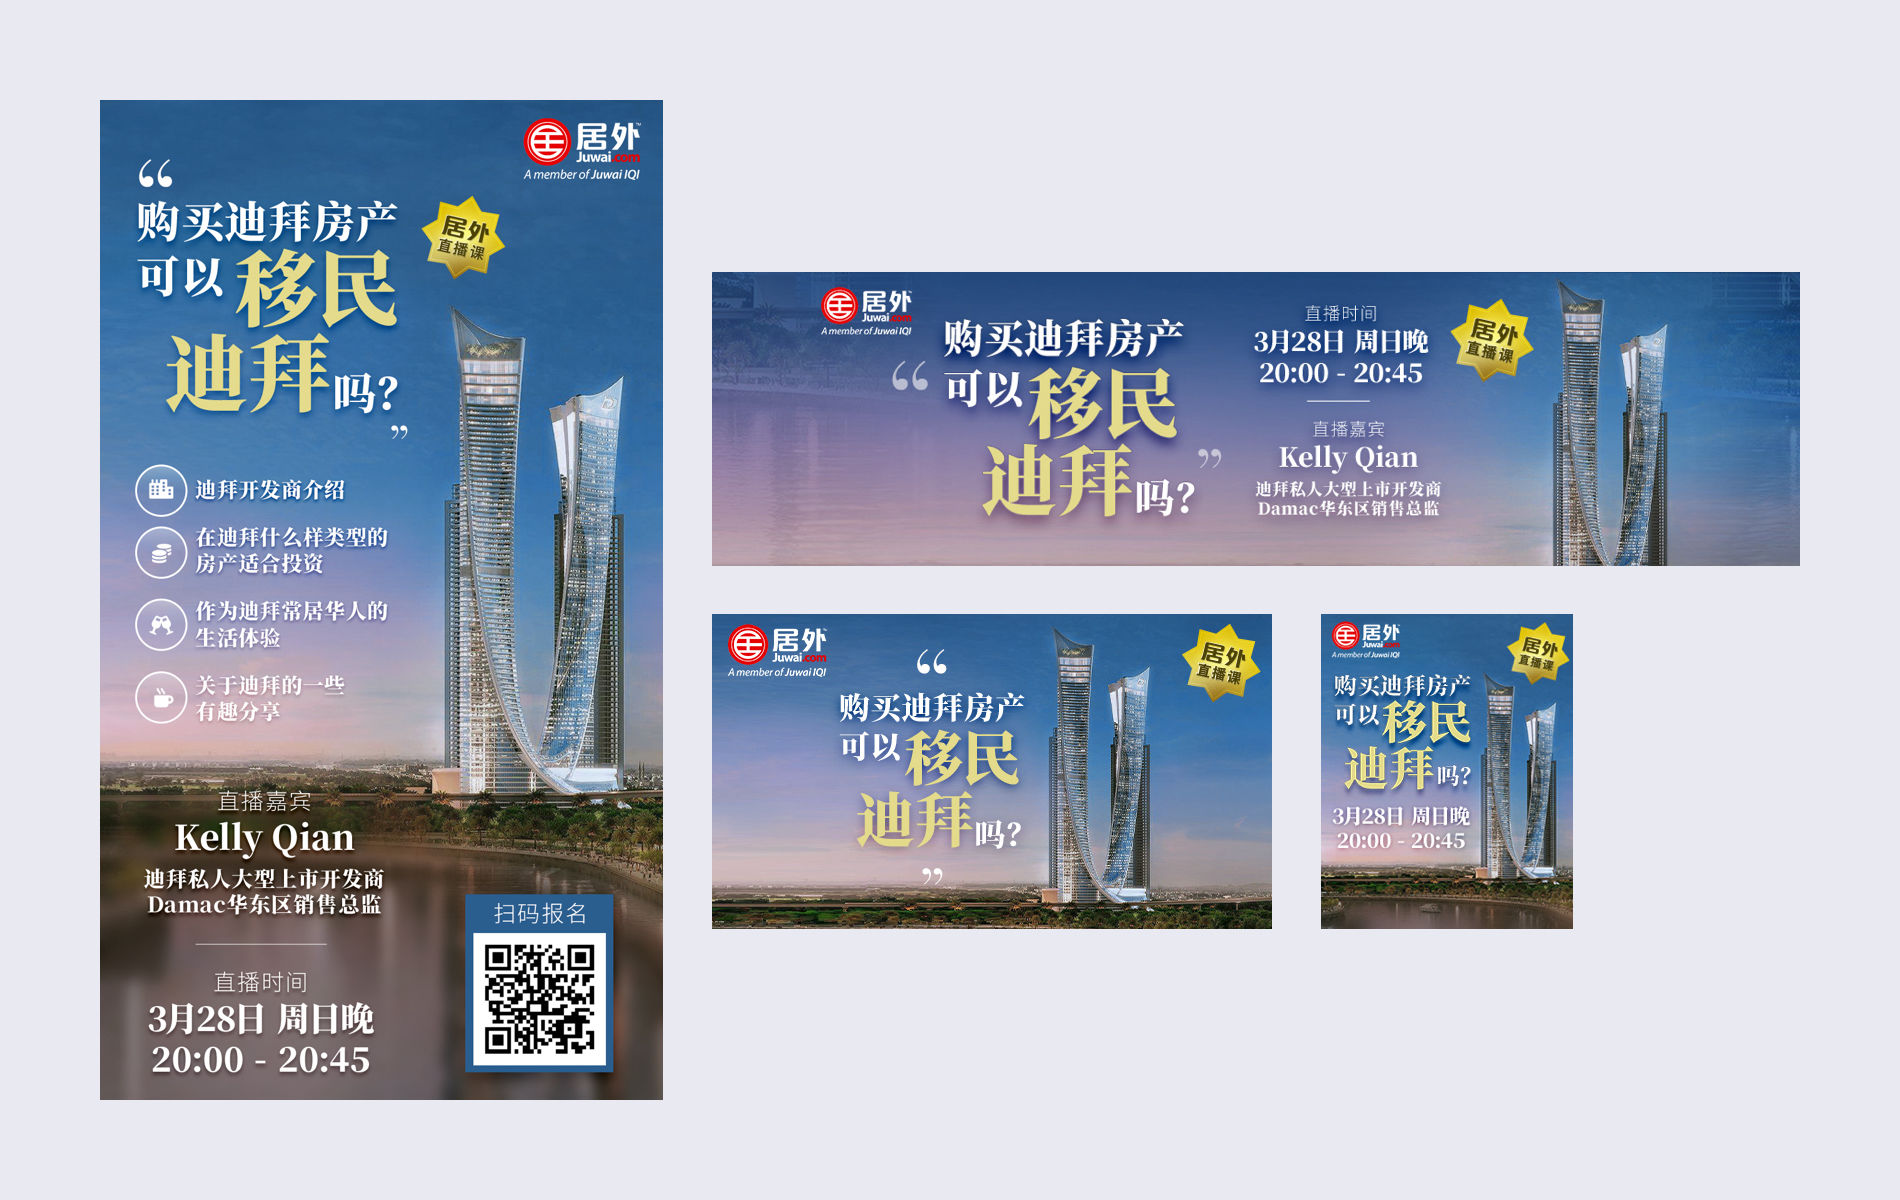 居外™
Juwai.com
A member of Juwai IQI
“
购买迪拜房产
可以移民
迪拜吗?
”
居外
直播课
迪拜开发商介绍
在迪拜什么样类型的
房产适合投资
作为迪拜常居华人的
生活体验
关于迪拜的一些
有趣分享
直播嘉宾
Kelly Qian
迪拜私人大型上市开发商
Damac华东区销售总监
直播时间
3月28日 周日晚
20:00 - 20:45
扫码报名
居外
Juwai.com
A member of Juwai IQI
“
购买迪拜房产
可以移民
迪拜吗?
”
直播时间
3月28日 周日晚
20:00 - 20:45
直播嘉宾
Kelly Qian
迪拜私人大型上市开发商
Damac华东区销售总监
居外
直播课
居外
Juwai.com
A member of Juwai IQI
“
购买迪拜房产
可以移民
迪拜吗?
”
居外
直播课
居外
Juwai.com
A member of Juwai IQI
居外
直播课
购买迪拜房产
可以移民
迪拜吗?
3月28日 周日晚
20:00 - 20:45